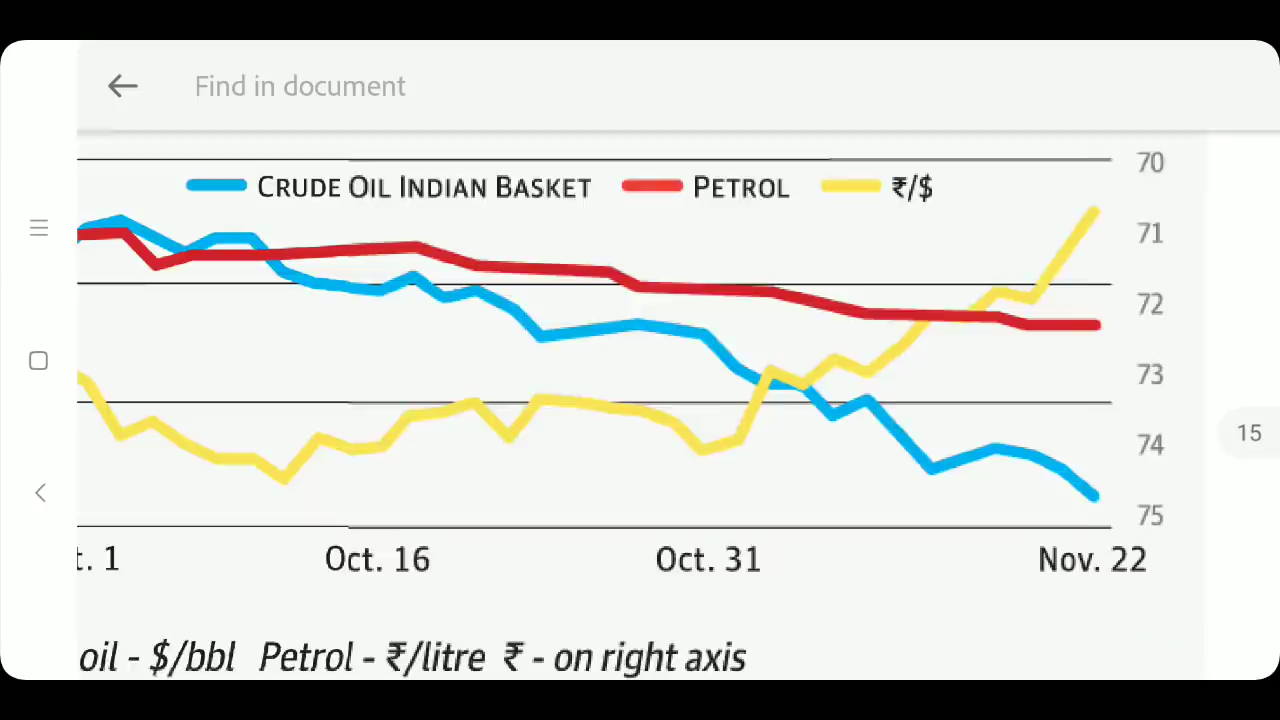 Find in document
CRUDE OIL INDIAN BASKET PETROL ₹/$
70
71
72
73
74
75
15
t. 1 Oct. 16 Oct. 31 Nov. 22
oil - $/bbl Petrol - ₹/litre ₹ - on right axis